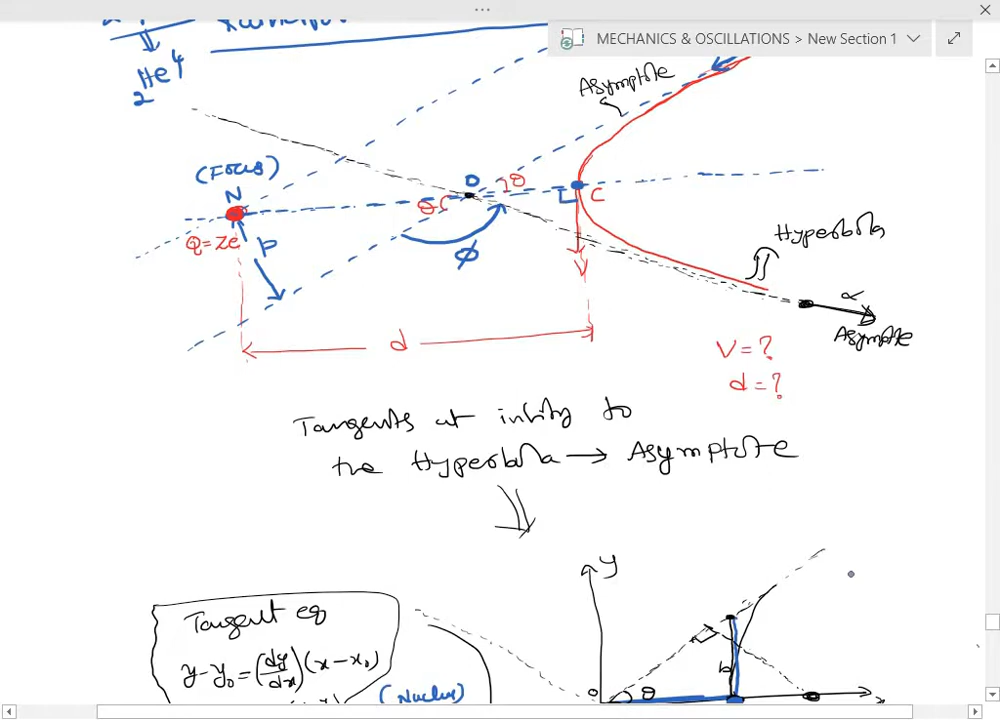 MECHANICS & OSCILLATIONS > New Section 1
₂He⁴
Asymptote
(Focus)
N
O
θ
θ
C
Q=Ze
p
φ
V
Hyperbola
α
Asymptote
d
V = ?
d = ?
Tangents at infinity to
the Hyperbola → Asymptote
y
Tangent eq
y-y₀ = (dy/dx)(x-x₀)
(Nucleus)
b
o
θ
x